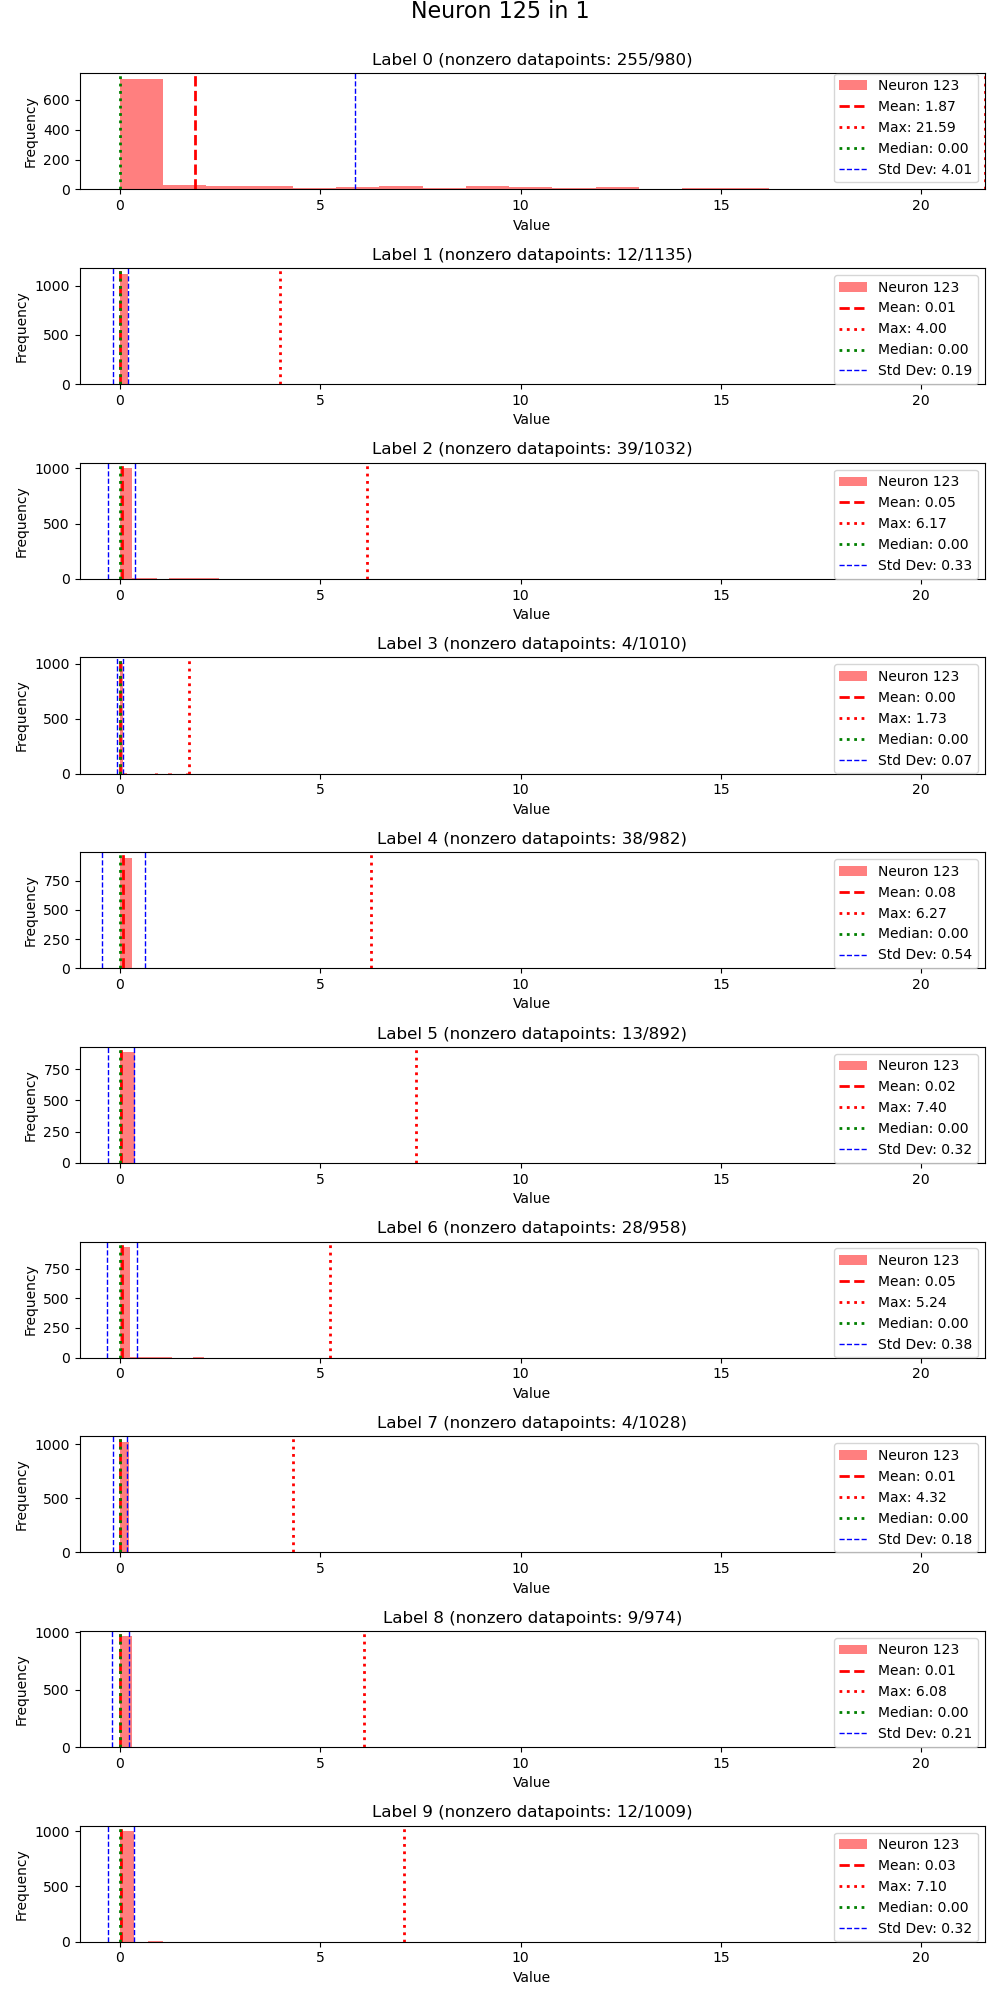 Neuron 125 in 1
Label 0 (nonzero datapoints: 255/980)
Frequency
600
400
200
0
Neuron 123
Mean: 1.87
Max: 21.59
Median: 0.00
Std Dev: 4.01
0 5 10 15 20
Value
Label 1 (nonzero datapoints: 12/1135)
Frequency
1000
500
0
Neuron 123
Mean: 0.01
Max: 4.00
Median: 0.00
Std Dev: 0.19
0 5 10 15 20
Value
Label 2 (nonzero datapoints: 39/1032)
Frequency
1000
500
0
Neuron 123
Mean: 0.05
Max: 6.17
Median: 0.00
Std Dev: 0.33
0 5 10 15 20
Value
Label 3 (nonzero datapoints: 4/1010)
Frequency
1000
500
0
Neuron 123
Mean: 0.00
Max: 1.73
Median: 0.00
Std Dev: 0.07
0 5 10 15 20
Value
Label 4 (nonzero datapoints: 38/982)
Frequency
750
500
250
0
Neuron 123
Mean: 0.08
Max: 6.27
Median: 0.00
Std Dev: 0.54
0 5 10 15 20
Value
Label 5 (nonzero datapoints: 13/892)
Frequency
750
500
250
0
Neuron 123
Mean: 0.02
Max: 7.40
Median: 0.00
Std Dev: 0.32
0 5 10 15 20
Value
Label 6 (nonzero datapoints: 28/958)
Frequency
750
500
250
0
Neuron 123
Mean: 0.05
Max: 5.24
Median: 0.00
Std Dev: 0.38
0 5 10 15 20
Value
Label 7 (nonzero datapoints: 4/1028)
Frequency
1000
500
0
Neuron 123
Mean: 0.01
Max: 4.32
Median: 0.00
Std Dev: 0.18
0 5 10 15 20
Value
Label 8 (nonzero datapoints: 9/974)
Frequency
1000
500
0
Neuron 123
Mean: 0.01
Max: 6.08
Median: 0.00
Std Dev: 0.21
0 5 10 15 20
Value
Label 9 (nonzero datapoints: 12/1009)
Frequency
1000
500
0
Neuron 123
Mean: 0.03
Max: 7.10
Median: 0.00
Std Dev: 0.32
0 5 10 15 20
Value